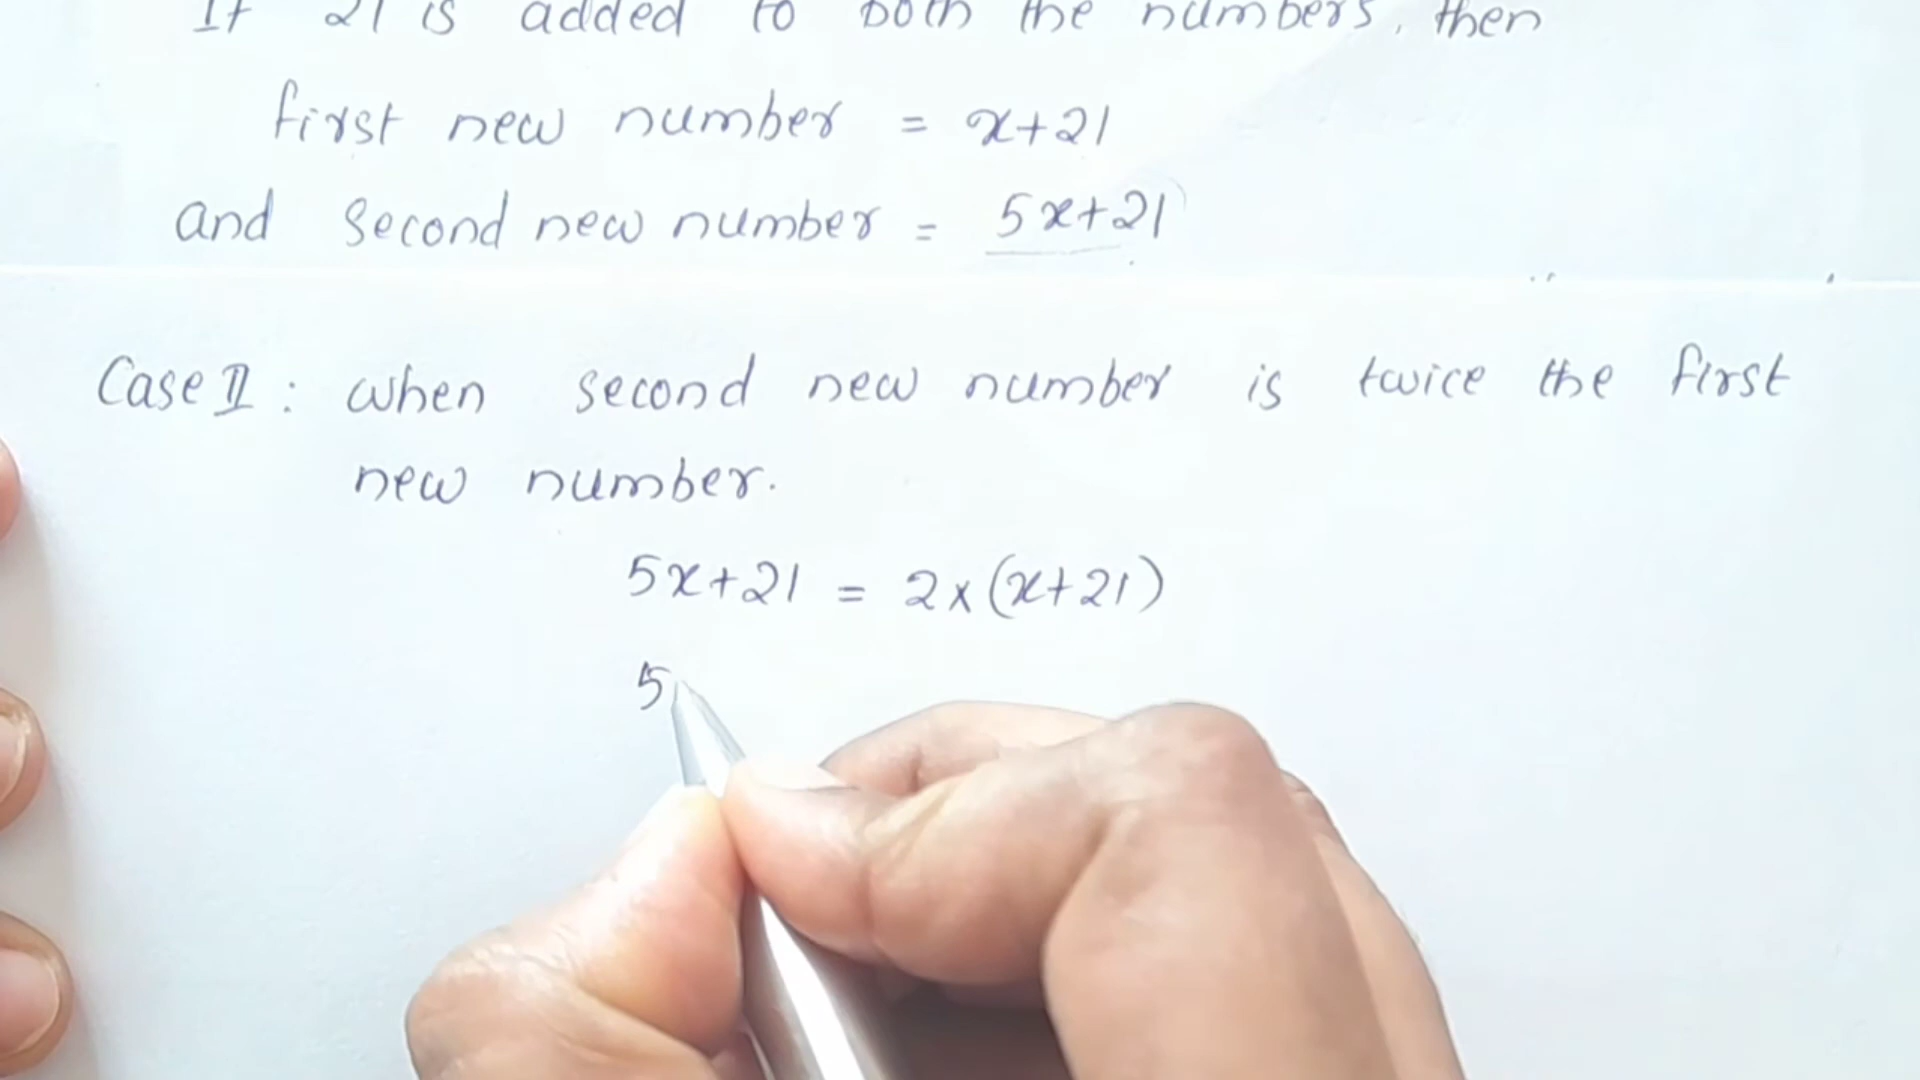 If 21 is added to both the numbers, then
first new number = x+21
and second new number = 5x+21
Case II : when second new number is twice the first
new number.
5x+21 = 2×(x+21)
5